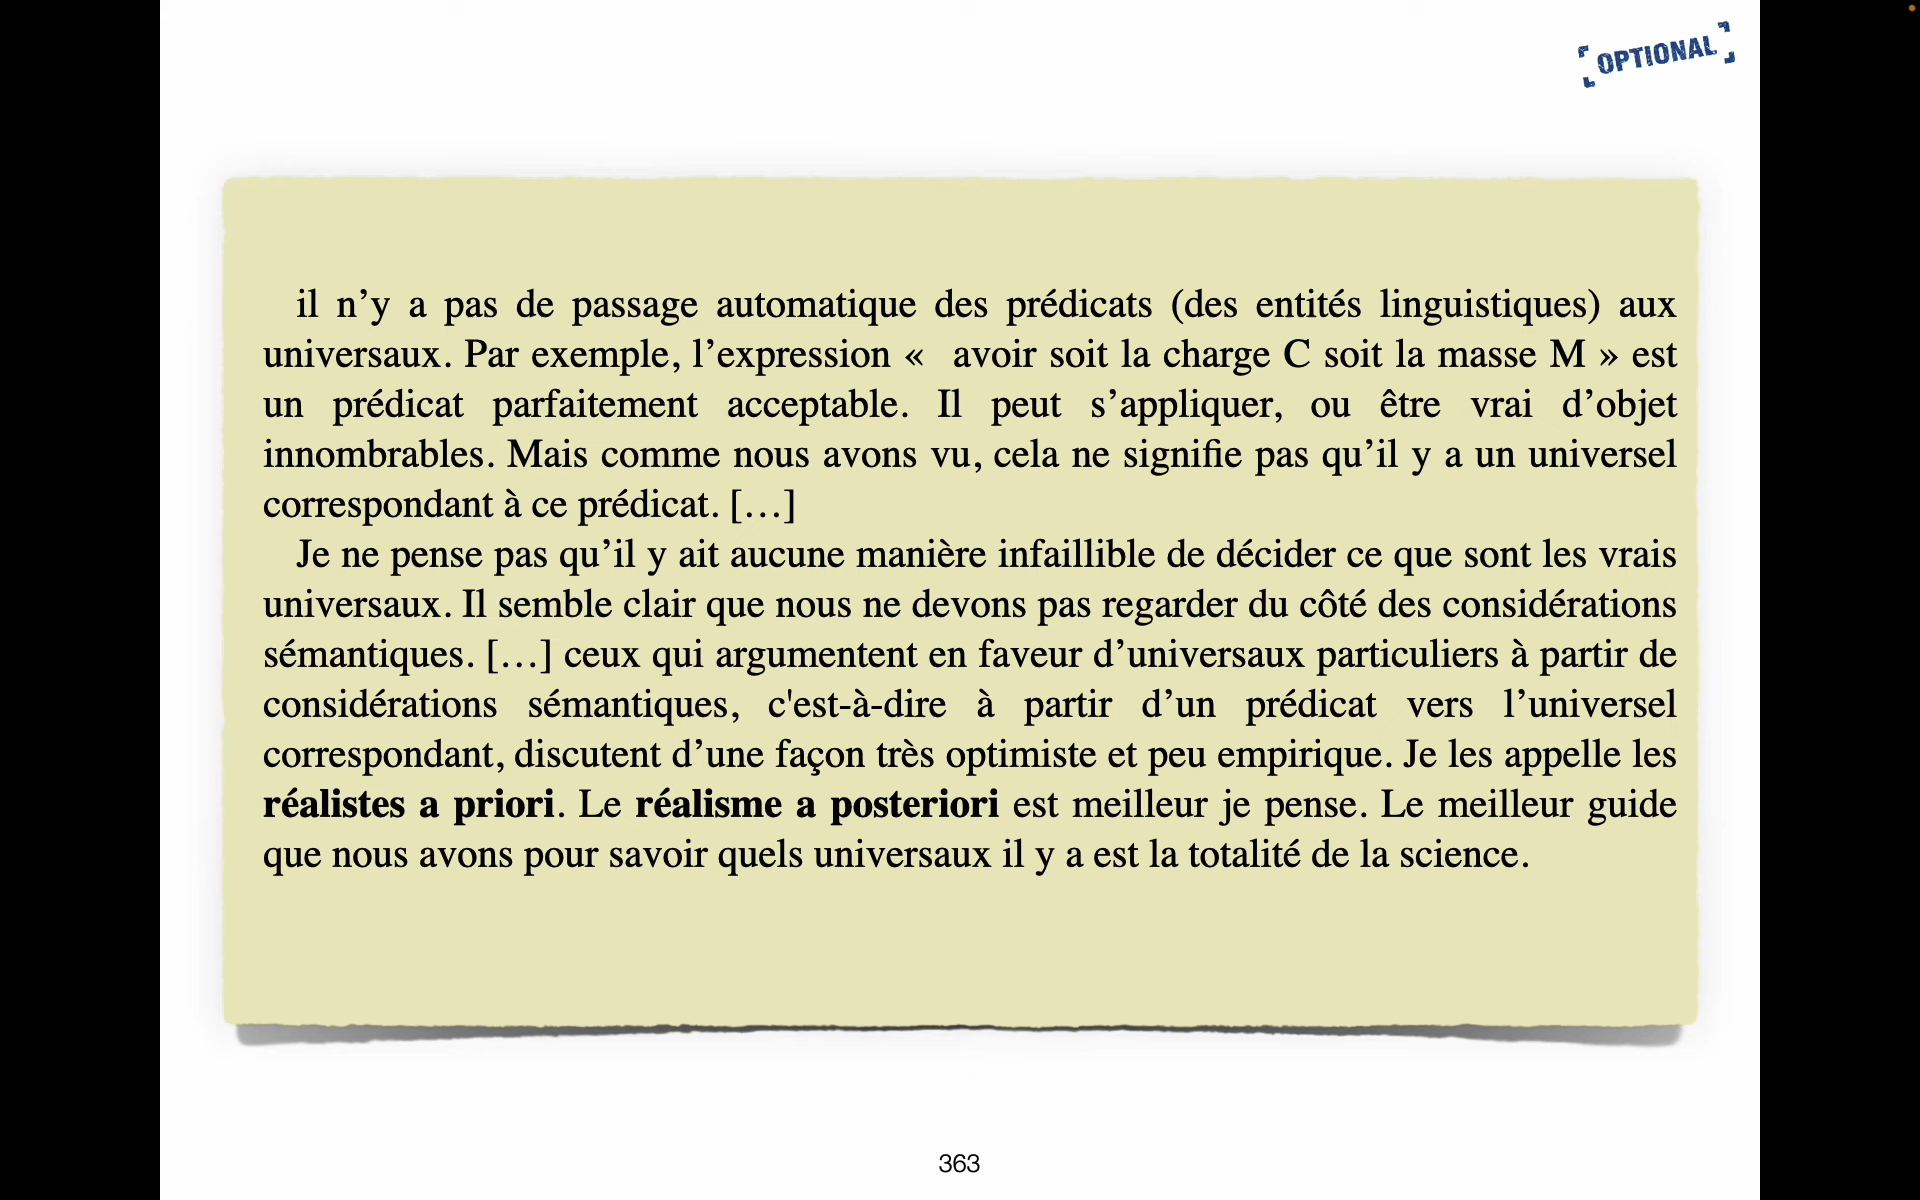 OPTIONAL
il n’y a pas de passage automatique des prédicats (des entités linguistiques) aux
universaux. Par exemple, l’expression «  avoir soit la charge C soit la masse M » est
un prédicat parfaitement acceptable. Il peut s’appliquer, ou être vrai d’objet
innombrables. Mais comme nous avons vu, cela ne signifie pas qu’il y a un universel
correspondant à ce prédicat. […]
Je ne pense pas qu’il y ait aucune manière infaillible de décider ce que sont les vrais
universaux. Il semble clair que nous ne devons pas regarder du côté des considérations
sémantiques. […] ceux qui argumentent en faveur d’universaux particuliers à partir de
considérations sémantiques, c'est-à-dire à partir d’un prédicat vers l’universel
correspondant, discutent d’une façon très optimiste et peu empirique. Je les appelle les
réalistes a priori. Le réalisme a posteriori est meilleur je pense. Le meilleur guide
que nous avons pour savoir quels universaux il y a est la totalité de la science.
363